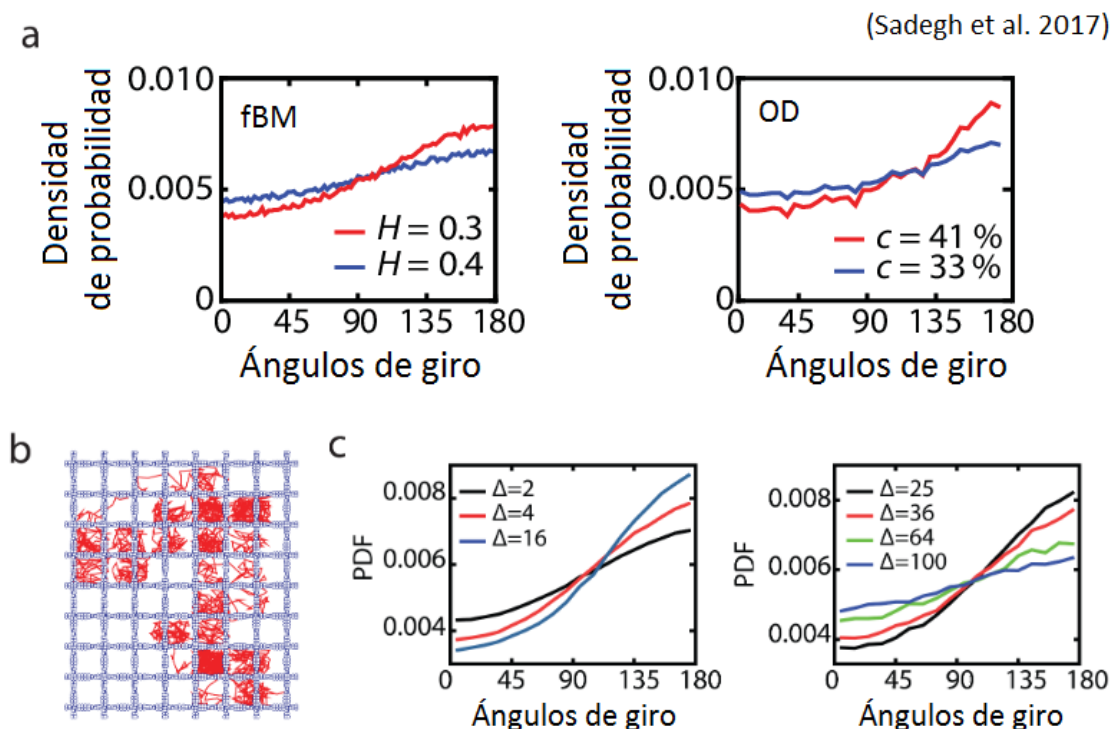 (Sadegh et al. 2017)
a
Densidad
de probabilidad
0.010
0.005
0
fBM
H = 0.3
H = 0.4
0 45 90 135 180
Ángulos de giro
Densidad
de probabilidad
0.010
0.005
0
OD
c = 41 %
c = 33 %
0 45 90 135 180
Ángulos de giro
b
c
PDF
0.008
0.006
0.004
Δ=2
Δ=4
Δ=16
0 45 90 135 180
Ángulos de giro
PDF
0.008
0.006
0.004
Δ=25
Δ=36
Δ=64
Δ=100
0 45 90 135 180
Ángulos de giro